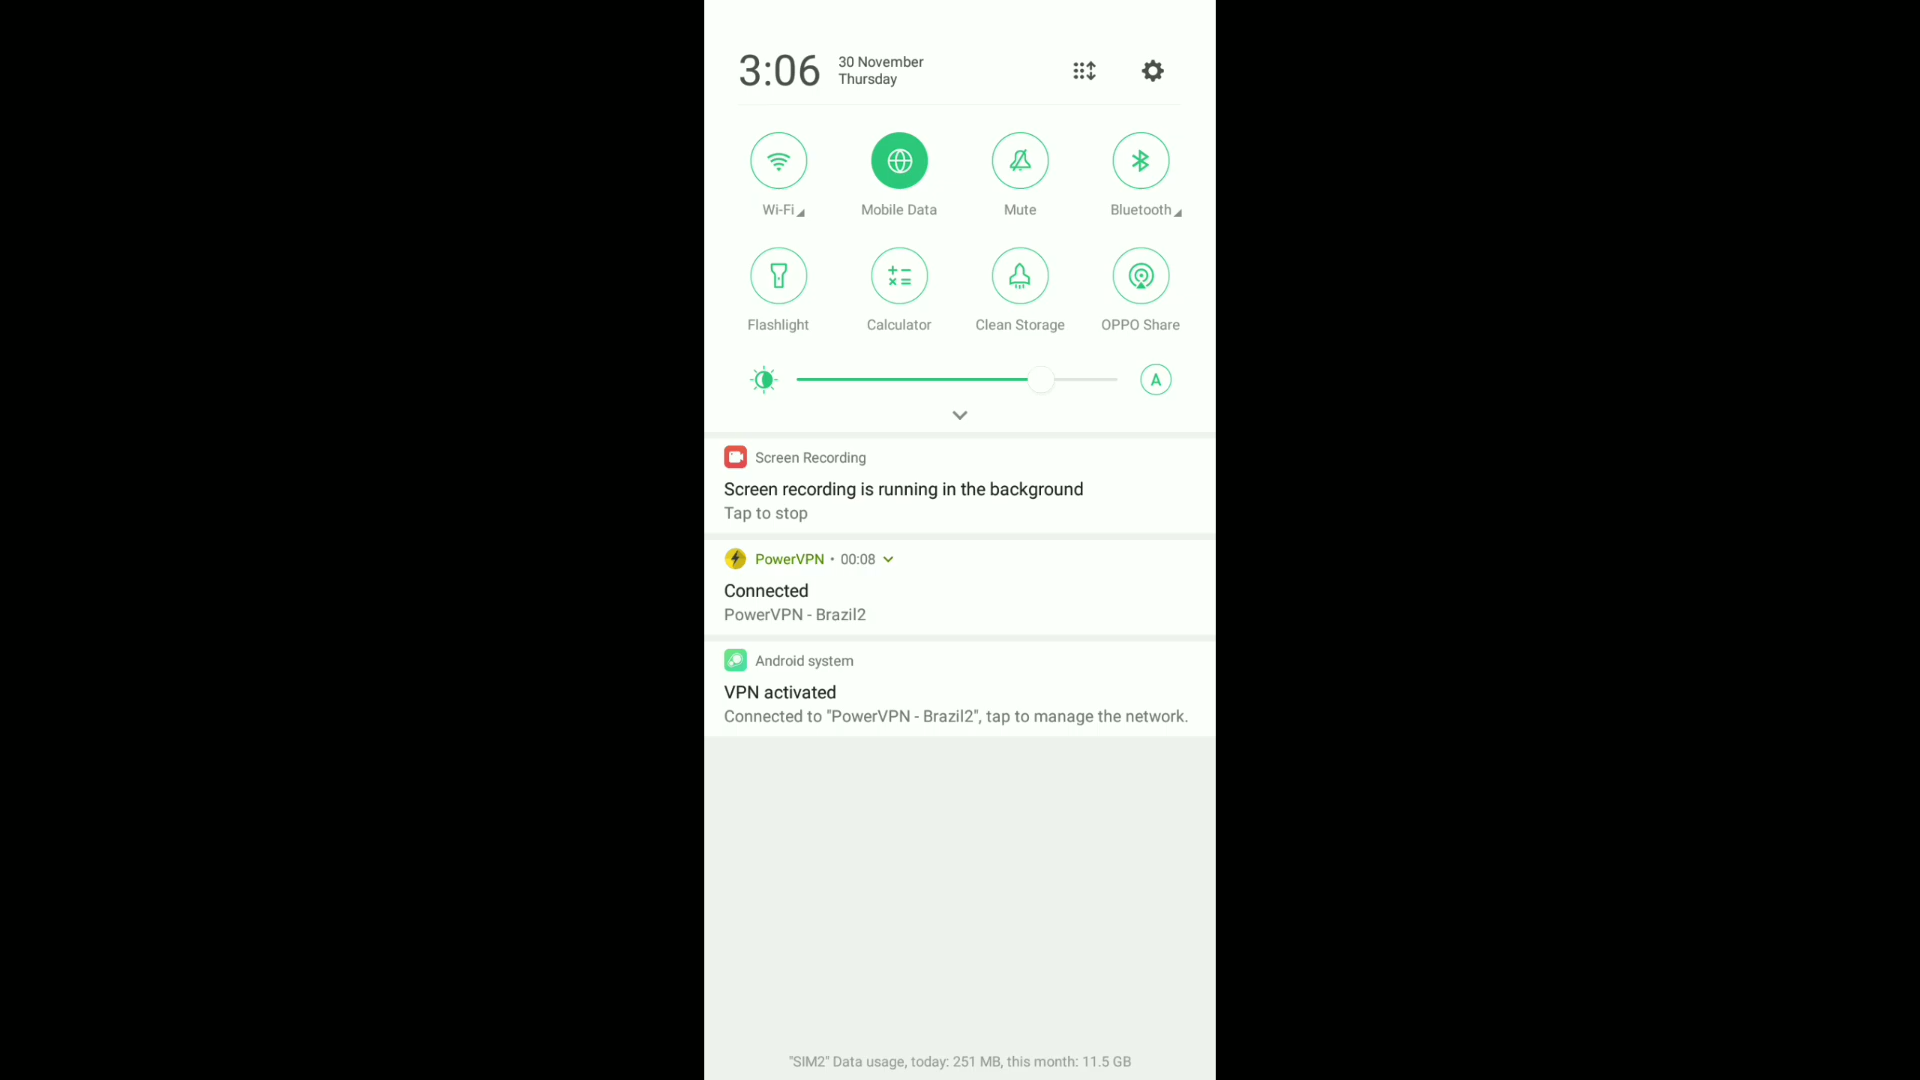 3:06
30 November
Thursday
Wi-Fi
Mobile Data
Mute
Bluetooth
Flashlight
Calculator
Clean Storage
OPPO Share
A
Screen Recording
Screen recording is running in the background
Tap to stop
PowerVPN • 00:08
Connected
PowerVPN - Brazil2
Android system
VPN activated
Connected to "PowerVPN - Brazil2", tap to manage the network.
"SIM2" Data usage, today: 251 MB, this month: 11.5 GB